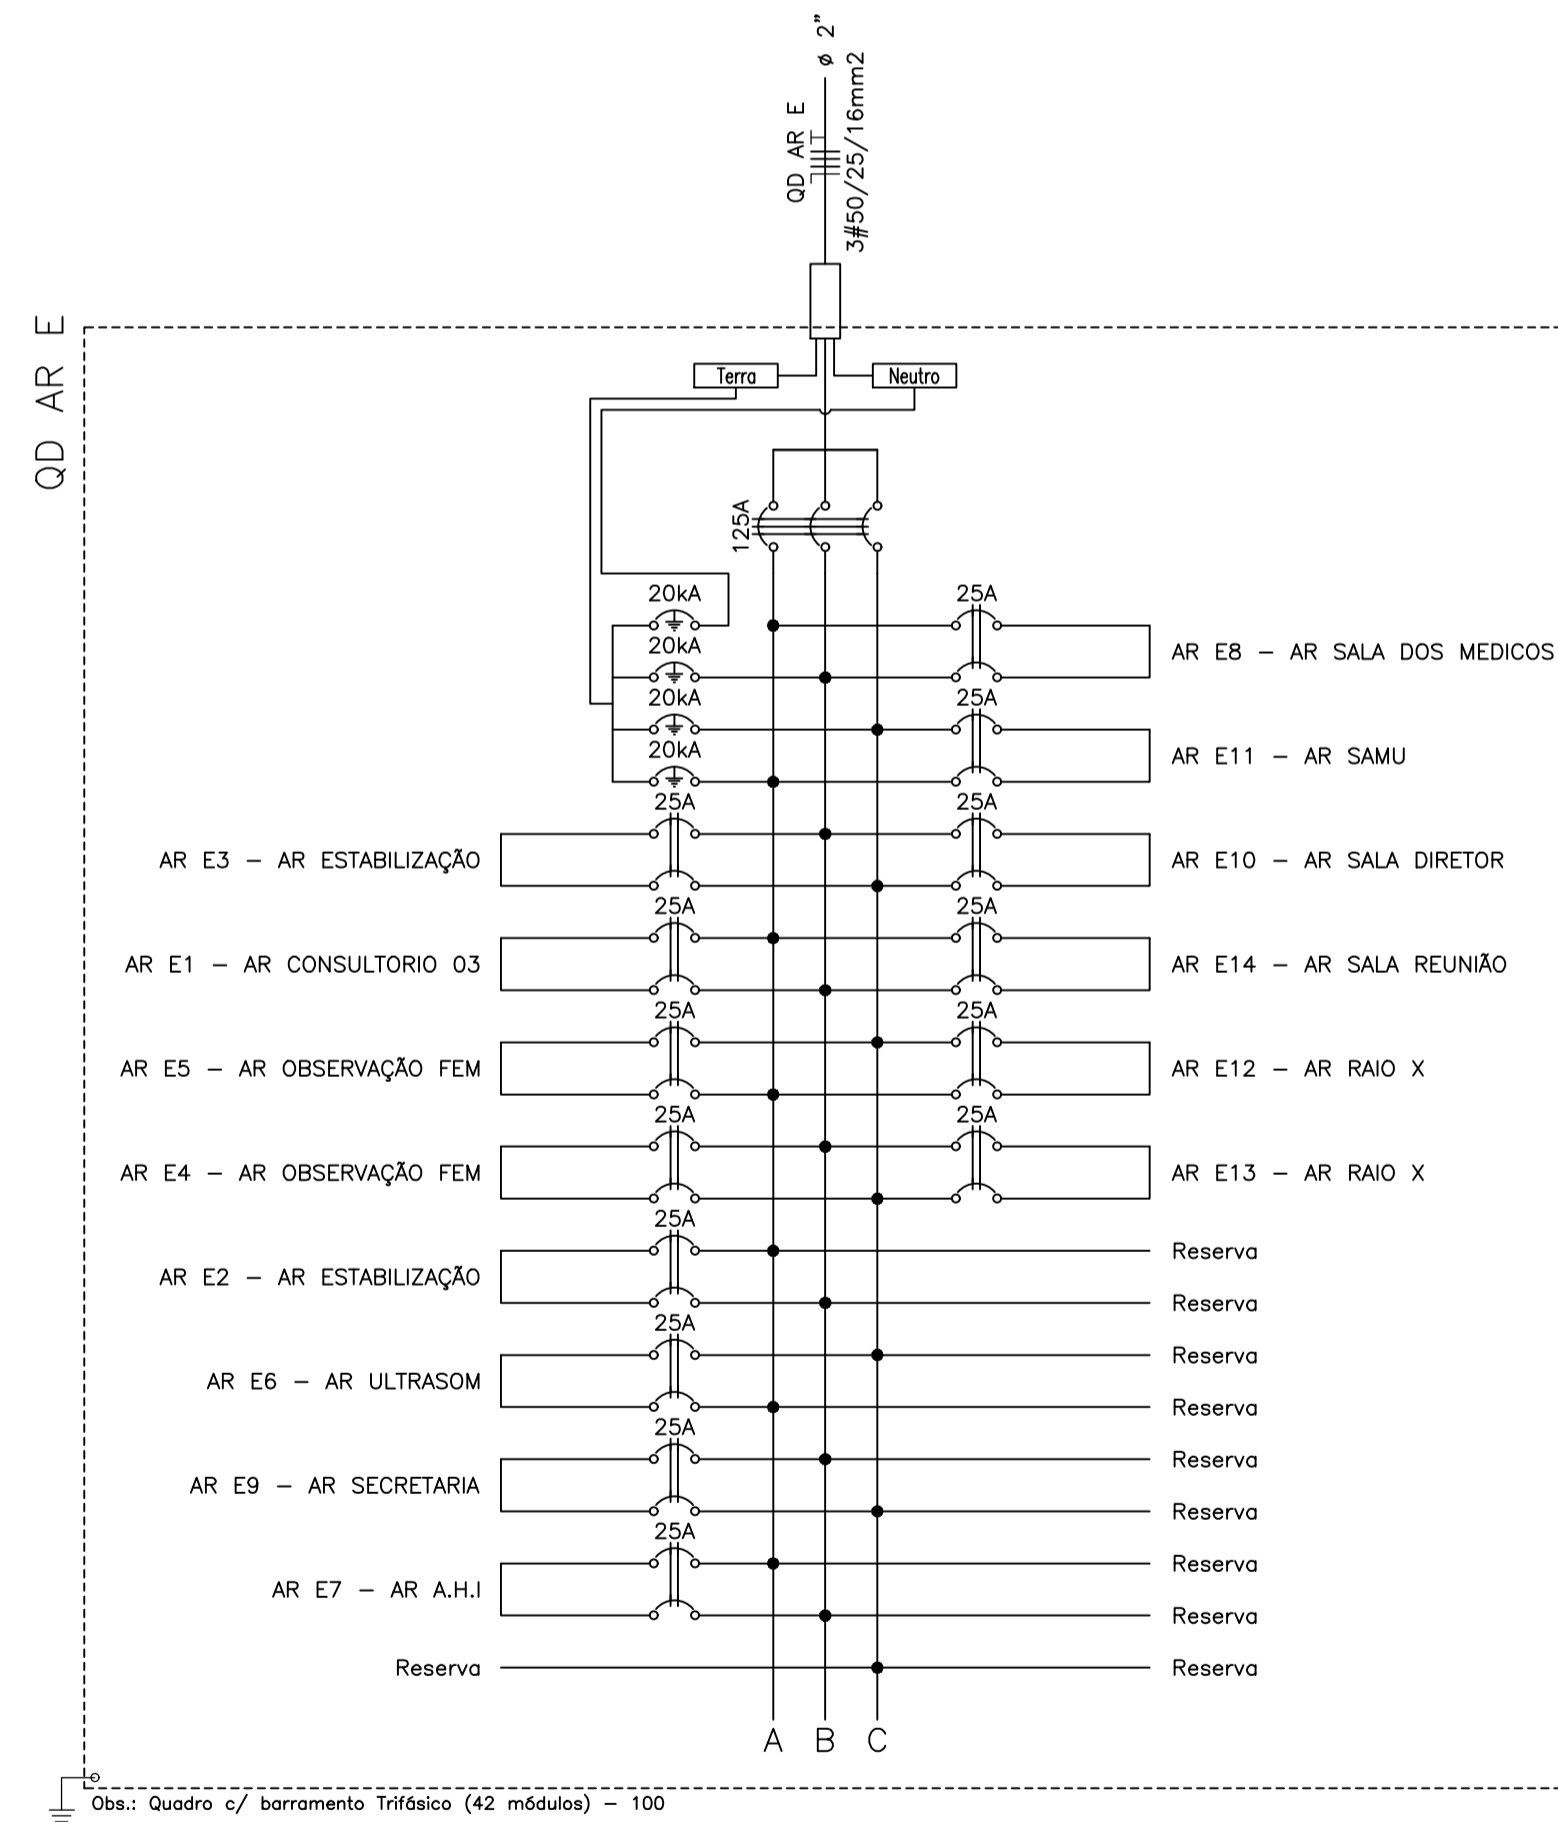 ø 2"
QD AR E
3#50/25/16mm2
QD AR E
Terra
Neutro
125A
20kA
25A
AR E8 - AR SALA DOS MEDICOS
20kA
20kA
25A
AR E11 - AR SAMU
20kA
25A
25A
AR E3 - AR ESTABILIZAÇÃO
AR E10 - AR SALA DIRETOR
25A
25A
AR E1 - AR CONSULTORIO 03
AR E14 - AR SALA REUNIÃO
25A
25A
AR E5 - AR OBSERVAÇÃO FEM
AR E12 - AR RAIO X
25A
25A
AR E4 - AR OBSERVAÇÃO FEM
AR E13 - AR RAIO X
25A
Reserva
AR E2 - AR ESTABILIZAÇÃO
Reserva
25A
Reserva
AR E6 - AR ULTRASOM
Reserva
25A
Reserva
AR E9 - AR SECRETARIA
Reserva
25A
Reserva
AR E7 - AR A.H.I
Reserva
Reserva
Reserva
A B C
Obs.: Quadro c/ barramento Trifásico (42 módulos) - 100